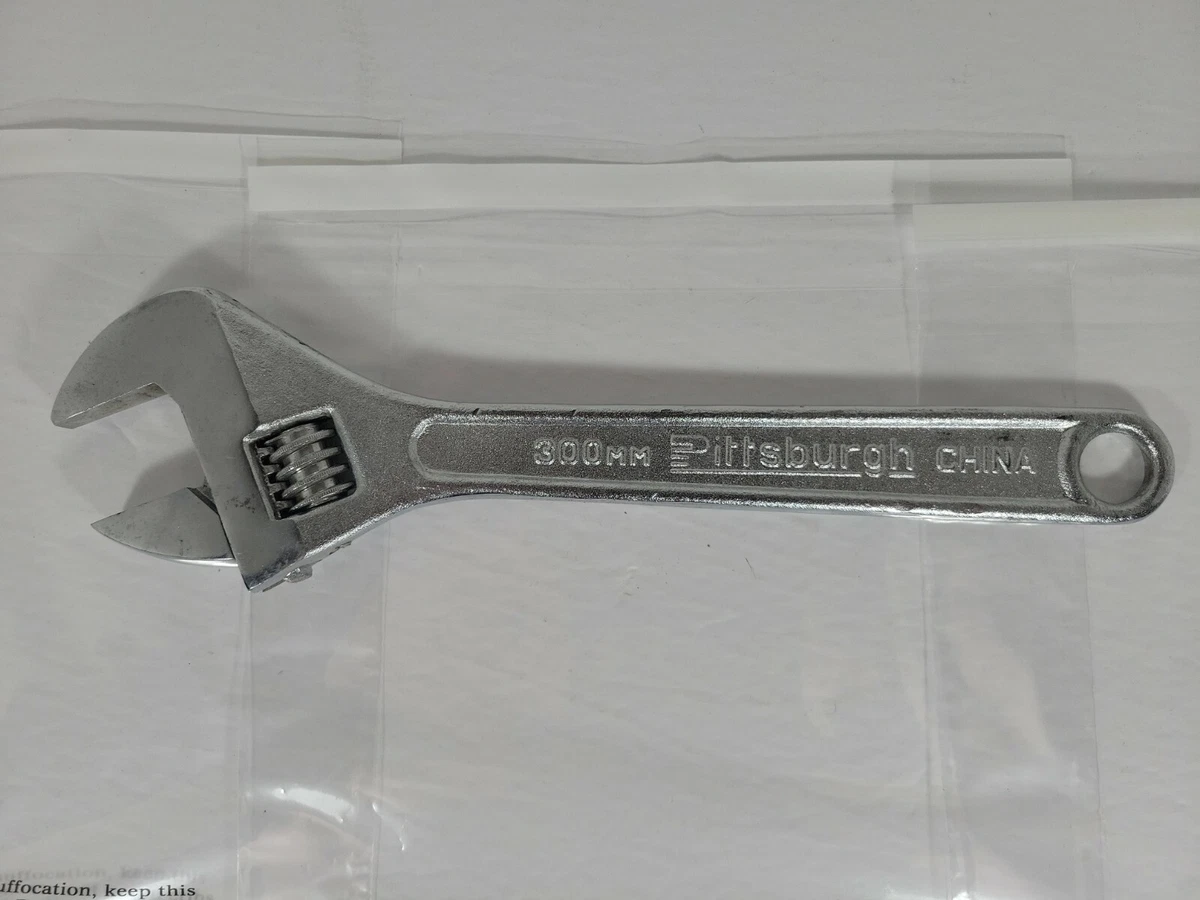 300MM Pittsburgh CHINA
uffocation, keep this